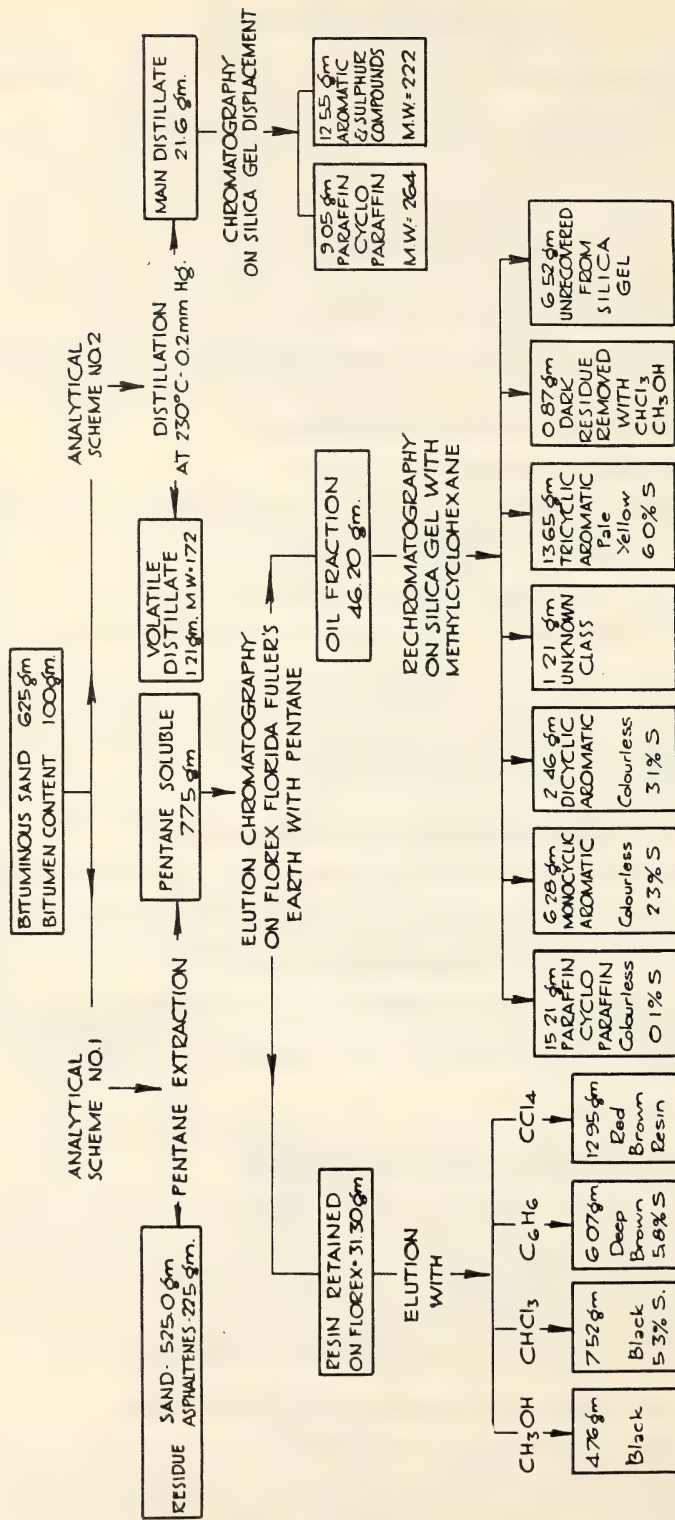 BITUMINOUS SAND 625 gm
BITUMEN CONTENT 100 gm.
ANALYTICAL
SCHEME NO.1
ANALYTICAL
SCHEME NO.2
PENTANE EXTRACTION
RESIDUE SAND- 525.0 gm
ASPHALTENES-22.5 gm.
PENTANE SOLUBLE
77.5 gm
VOLATILE
DISTILLATE
1 21 gm. M.W.=172
DISTILLATION
AT 230°C - 0.2 mm Hg.
MAIN DISTILLATE
21.6 gm.
CHROMATOGRAPHY
ON SILICA GEL DISPLACEMENT
9 05 gm
PARAFFIN
CYCLO
PARAFFIN
M.W.= 264
12 55 gm
AROMATIC
& SULPHUR
COMPOUNDS
M.W.= 222
ELUTION CHROMATOGRAPHY
ON FLOREX FLORIDA FULLER'S
EARTH WITH PENTANE
RESIN RETAINED
ON FLOREX=31.30 gm
ELUTION
WITH
CH3OH
CHCl3
C6H6
CCl4
4.76 gm
Black
7 52 gm
Black
5 3% S.
6 07 gm
Deep
Brown
5.8% S
12 95 gm
Red
Brown
Resin
OIL FRACTION
46.20 gm.
RECHROMATOGRAPHY
ON SILICA GEL WITH
METHYLCYCLOHEXANE
15 21 gm
PARAFFIN
CYCLO
PARAFFIN
Colourless
0 1% S
6 28 gm
MONOCYCLIC
AROMATIC
Colourless
2 3% S
2 46 gm
DICYCLIC
AROMATIC
Colourless
3 1% S
1 21 gm
UNKNOWN
CLASS
13 65 gm
TRICYCLIC
AROMATIC
Pale
Yellow
6 0% S
0 87 gm
DARK
RESIDUE
REMOVED
WITH
CHCl3
CH3OH
6 52 gm
UNRECOVERED
FROM
SILICA
GEL